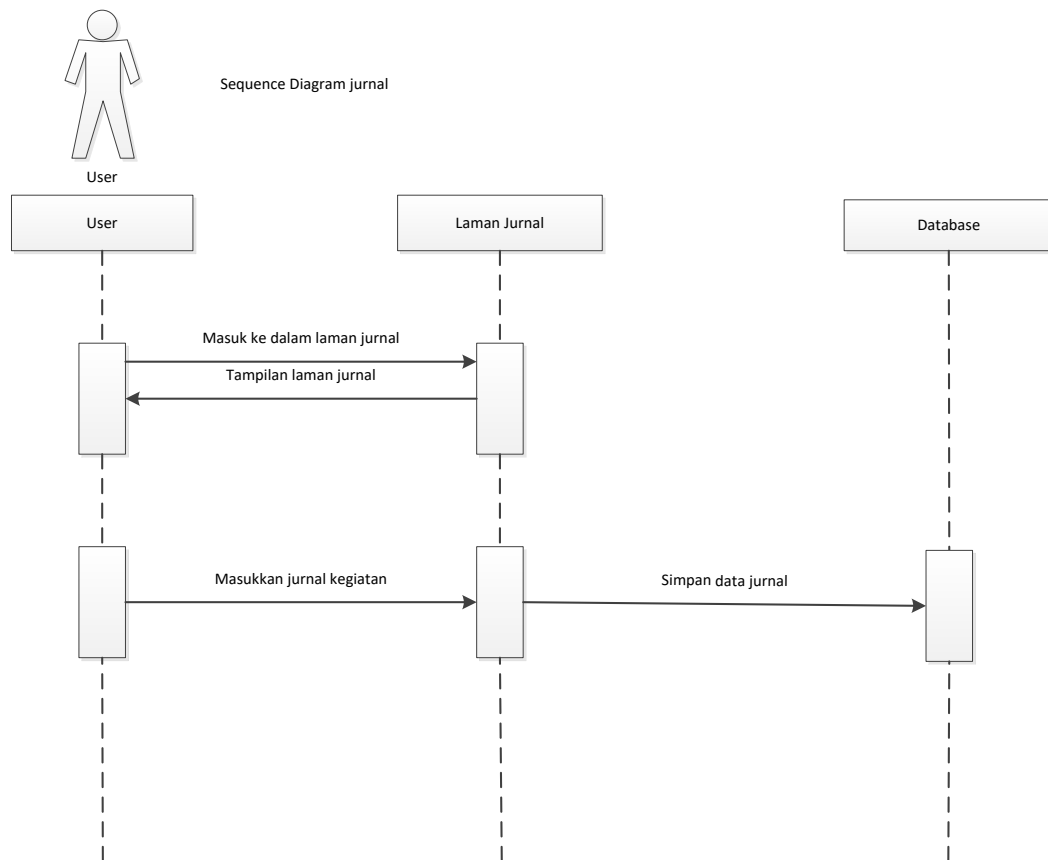 Sequence Diagram jurnal
User
User
Laman Jurnal
Database
Masuk ke dalam laman jurnal
Tampilan laman jurnal
Masukkan jurnal kegiatan
Simpan data jurnal